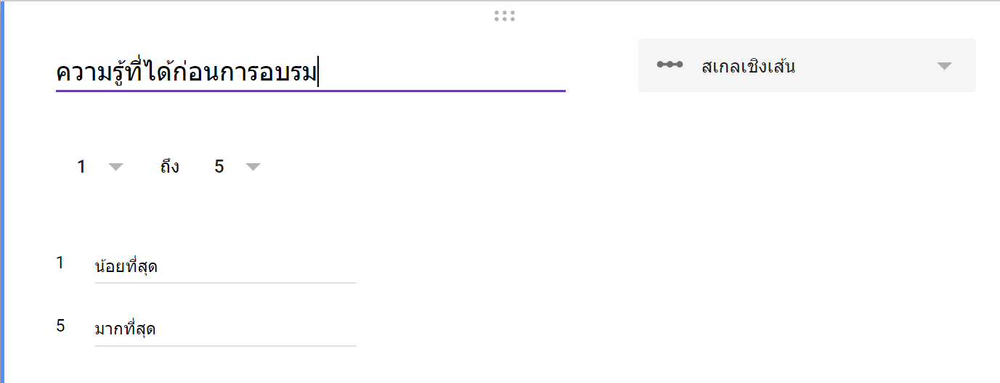 ความรู้ที่ได้ก่อนการอบรม
สเกลเชิงเส้น
1 ถึง 5
1 น้อยที่สุด
5 มากที่สุด